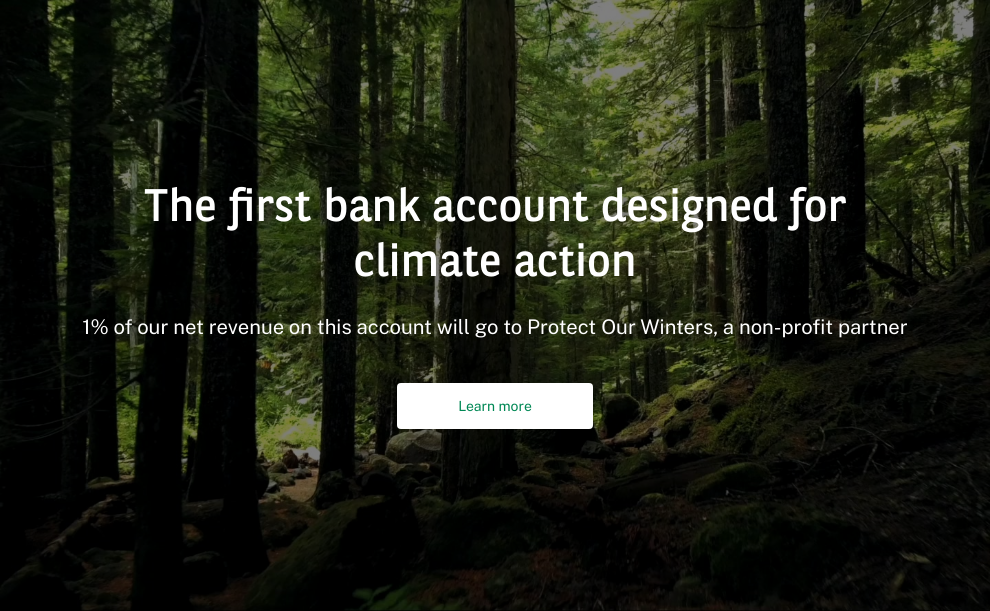 The first bank account designed for
climate action
1% of our net revenue on this account will go to Protect Our Winters, a non-profit partner
Learn more